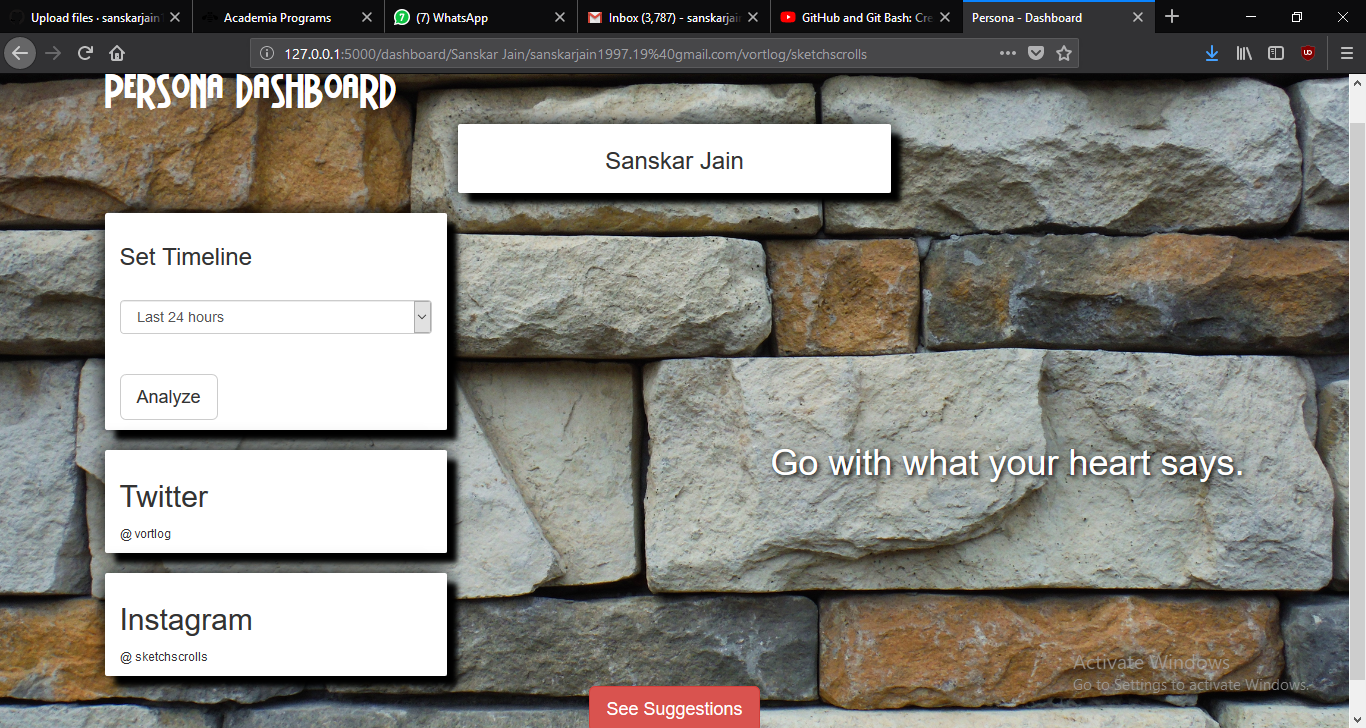 Upload files · sanskarjain
Academia Programs
(7) WhatsApp
Inbox (3,787) - sanskarjain
GitHub and Git Bash: Cre
Persona - Dashboard
127.0.0.1:5000/dashboard/Sanskar Jain/sanskarjain1997.19%40gmail.com/vortlog/sketchscrolls
PERSONA DASHBOARD
Sanskar Jain
Set Timeline
Last 24 hours
Analyze
Go with what your heart says.
Twitter
@ vortlog
Instagram
@ sketchscrolls
Activate Windows
Go to Settings to activate Windows.
See Suggestions